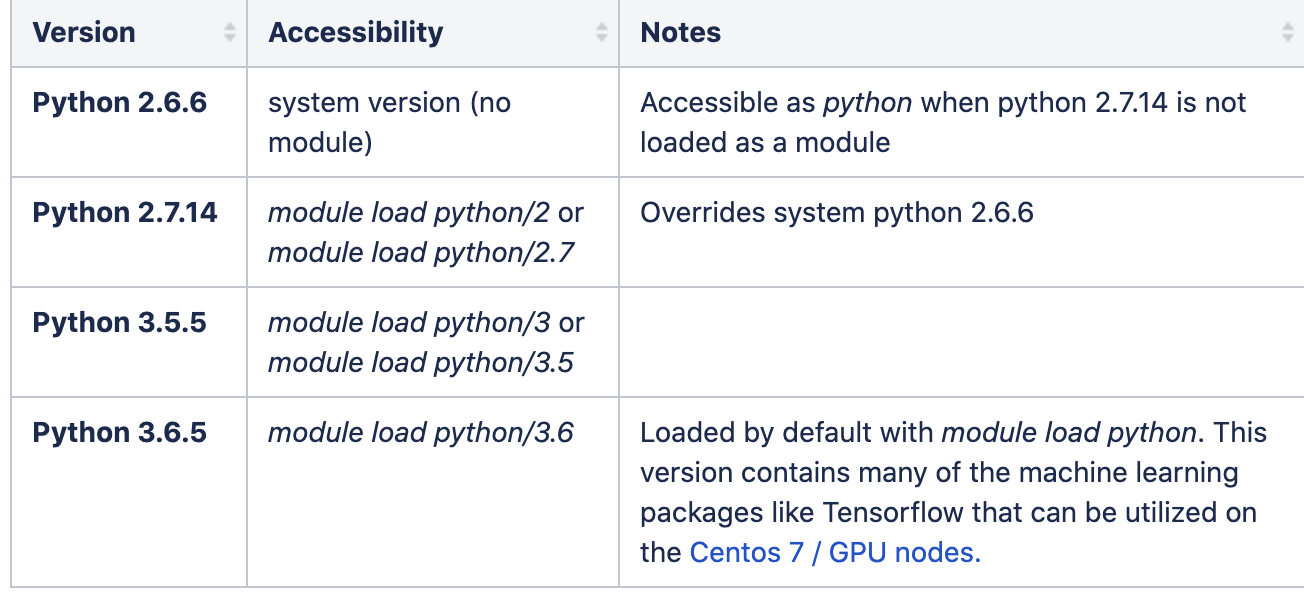 Version Accessibility Notes
Python 2.6.6 system version (no Accessible as python when python 2.7.14 is not
module) loaded as a module
Python 2.7.14 module load python/2 or Overrides system python 2.6.6
module load python/2.7
Python 3.5.5 module load python/3 or
module load python/3.5
Python 3.6.5 module load python/3.6 Loaded by default with module load python. This
version contains many of the machine learning
packages like Tensorflow that can be utilized on
the Centos 7 / GPU nodes.